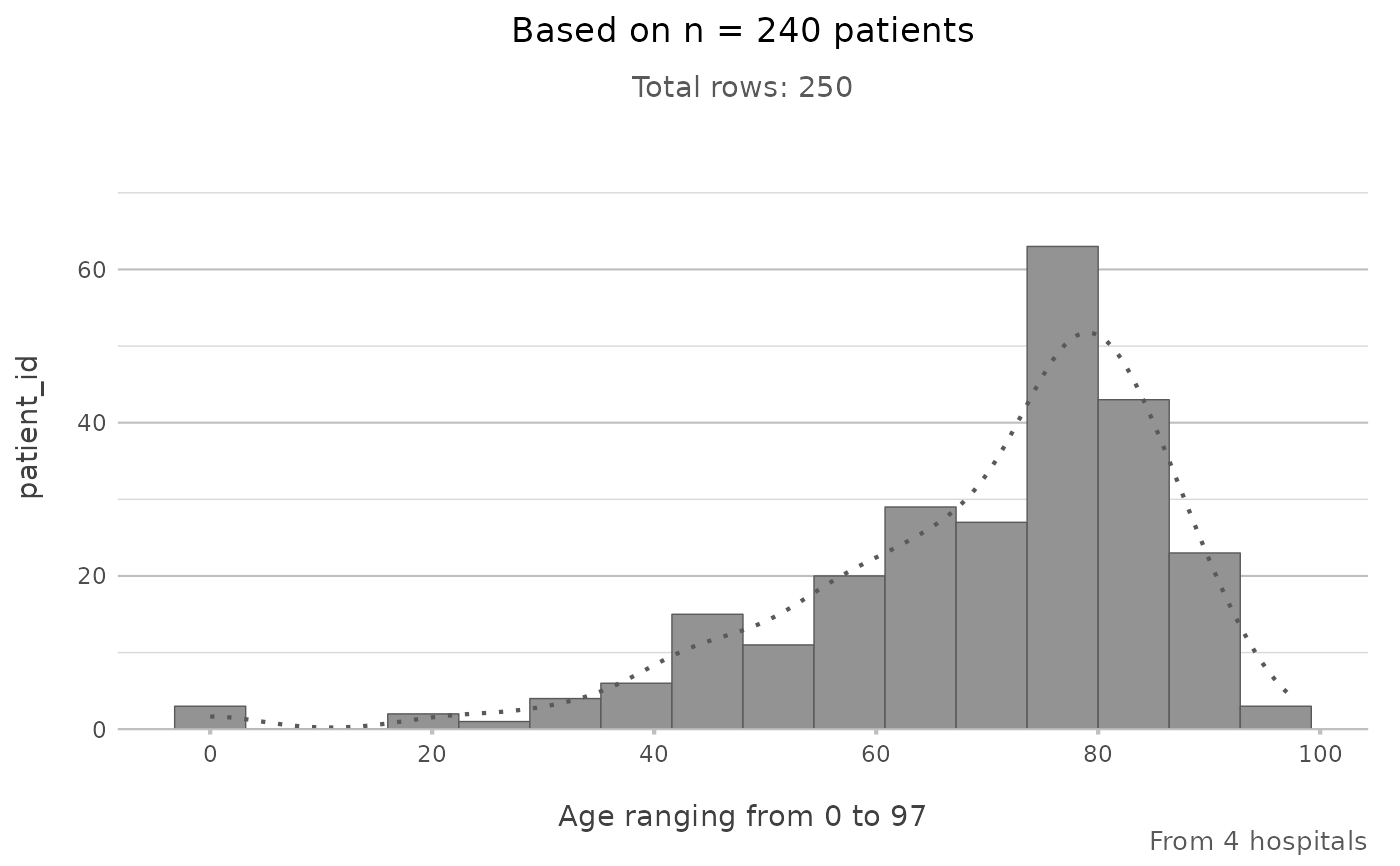 Based on n = 240 patients
Total rows: 250
patient_id
60
40
20
0
0 20 40 60 80 100
Age ranging from 0 to 97
From 4 hospitals